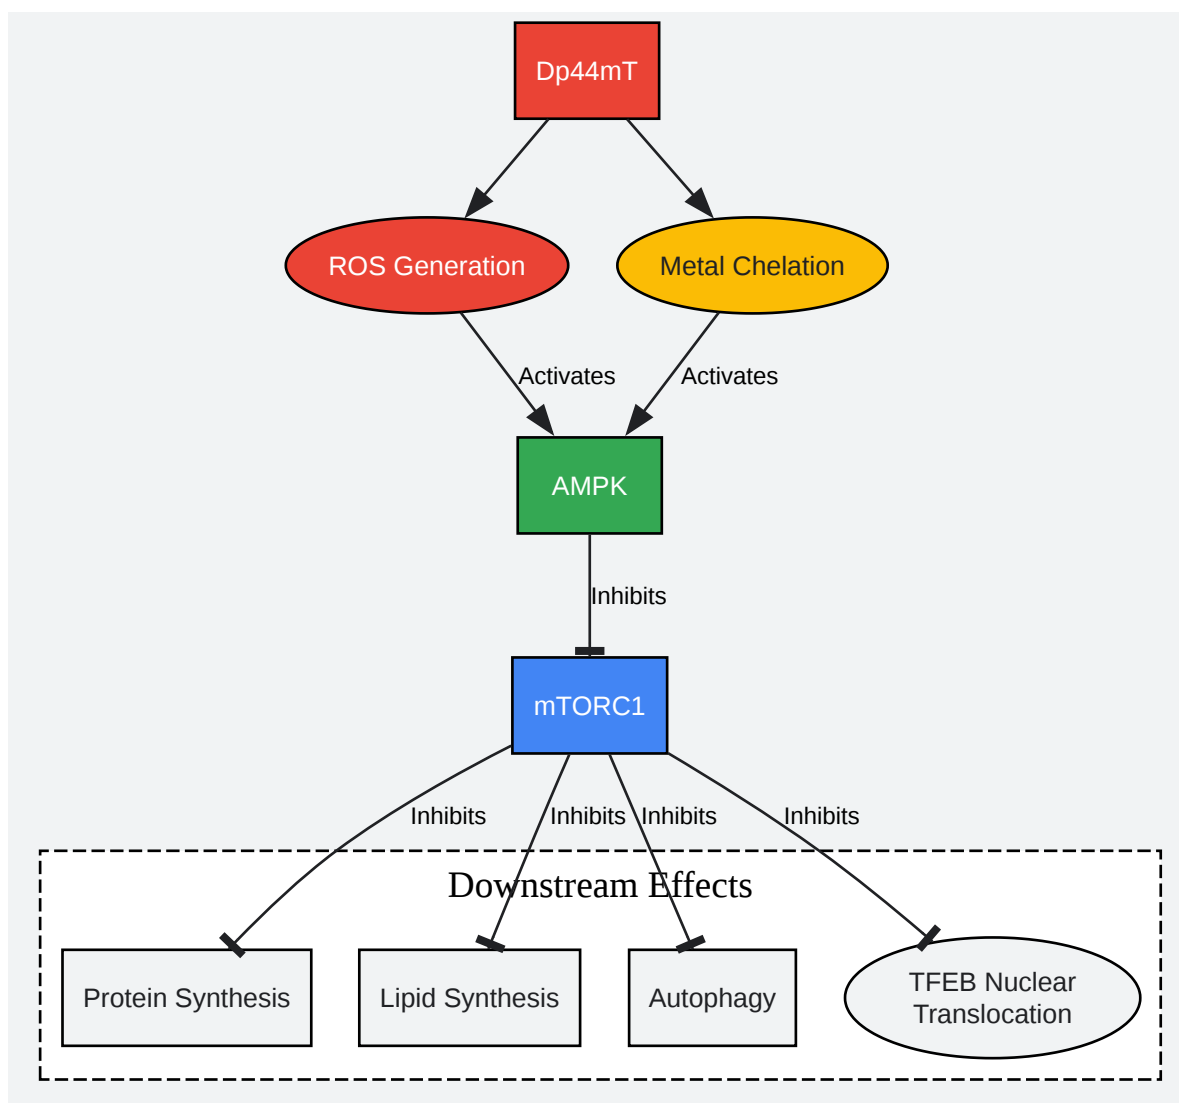 Dp44mT
ROS Generation
Metal Chelation
Activates
Activates
AMPK
Inhibits
mTORC1
Inhibits
Inhibits
Inhibits
Inhibits
Downstream Effects
Protein Synthesis
Lipid Synthesis
Autophagy
TFEB Nuclear
Translocation